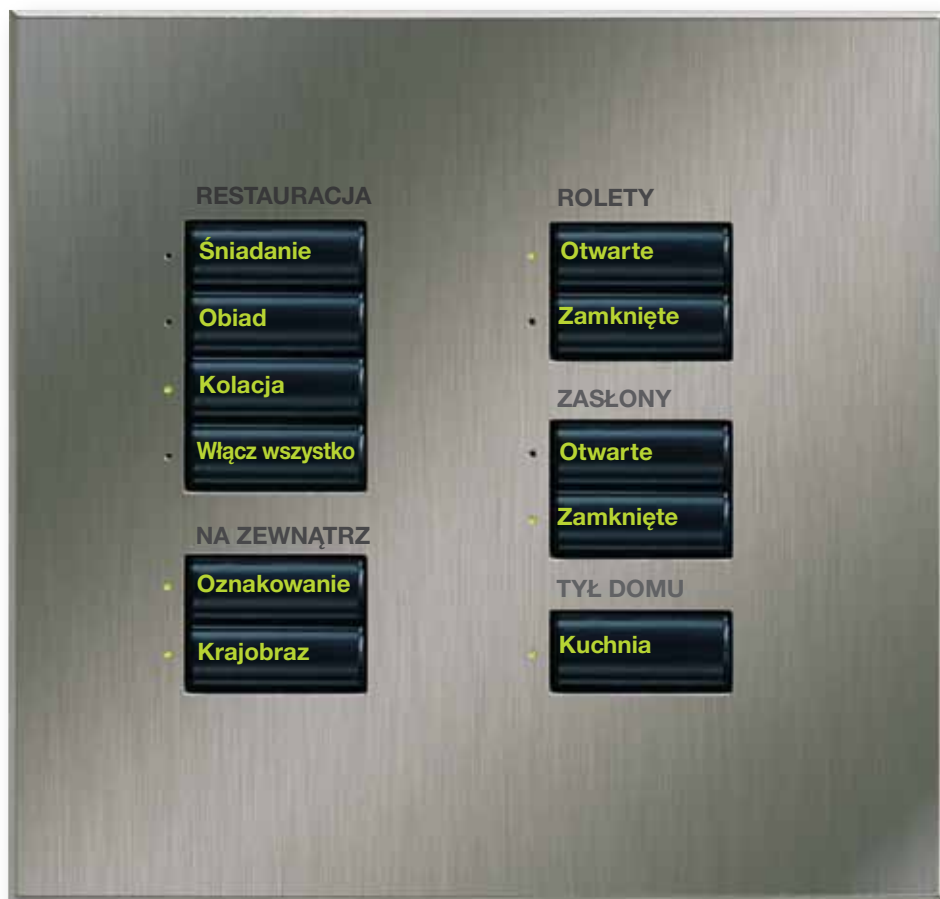 RESTAURACJA
Śniadanie
Obiad
Kolacja
Włącz wszystko
NA ZEWNĄTRZ
Oznakowanie
Krajobraz
ROLETY
Otwarte
Zamknięte
ZASŁONY
Otwarte
Zamknięte
TYŁ DOMU
Kuchnia